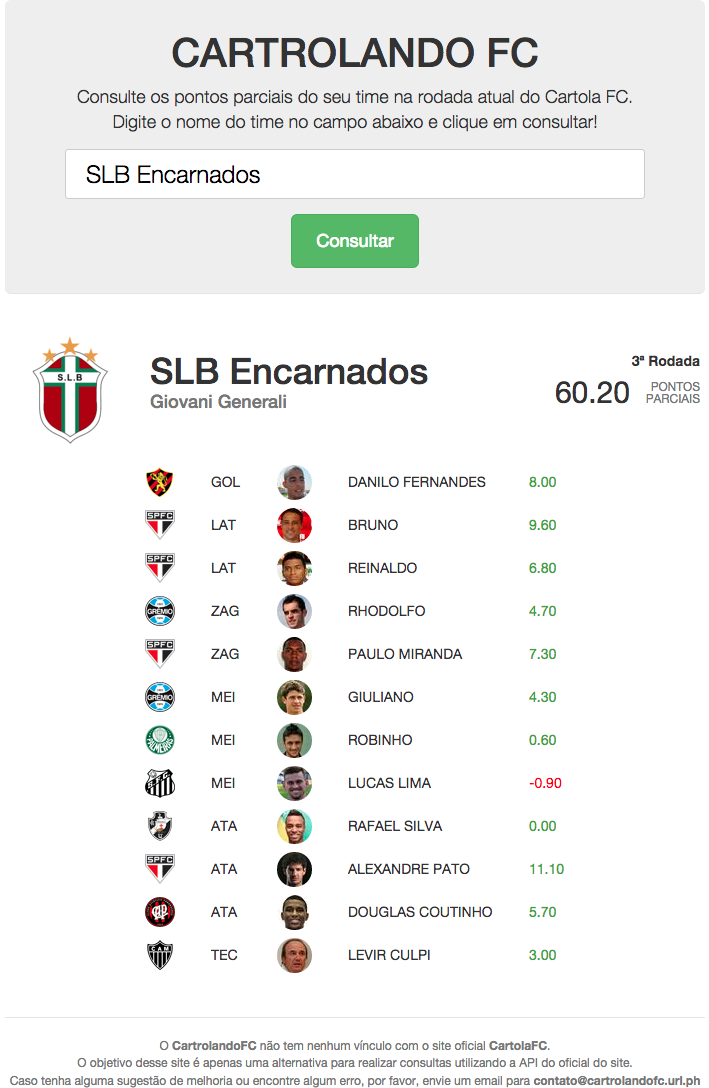 CARTROLANDO FC
Consulte os pontos parciais do seu time na rodada atual do Cartola FC.
Digite o nome do time no campo abaixo e clique em consultar!
SLB Encarnados
Consultar
S.L.B
SLB Encarnados
Giovani Generali
3ª Rodada
60.20 PONTOS PARCIAIS
GOL DANILO FERNANDES 8.00
SPFC LAT BRUNO 9.60
SPFC LAT REINALDO 6.80
GRÊMIO ZAG RHODOLFO 4.70
SPFC ZAG PAULO MIRANDA 7.30
GRÊMIO MEI GIULIANO 4.30
PALMEIRAS MEI ROBINHO 0.60
MEI LUCAS LIMA -0.90
ATA RAFAEL SILVA 0.00
SPFC ATA ALEXANDRE PATO 11.10
ATA DOUGLAS COUTINHO 5.70
CAM TEC LEVIR CULPI 3.00
O CartrolandoFC não tem nenhum vínculo com o site oficial CartolaFC.
O objetivo desse site é apenas uma alternativa para realizar consultas utilizando a API do oficial do site.
Caso tenha alguma sugestão de melhoria ou encontre algum erro, por favor, envie um email para contato@cartrolandofc.url.ph